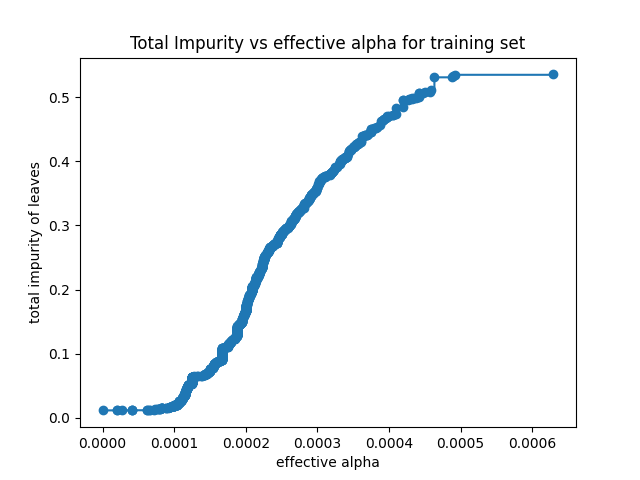 Total Impurity vs effective alpha for training set
total impurity of leaves
0.5
0.4
0.3
0.2
0.1
0.0
0.0000 0.0001 0.0002 0.0003 0.0004 0.0005 0.0006
effective alpha